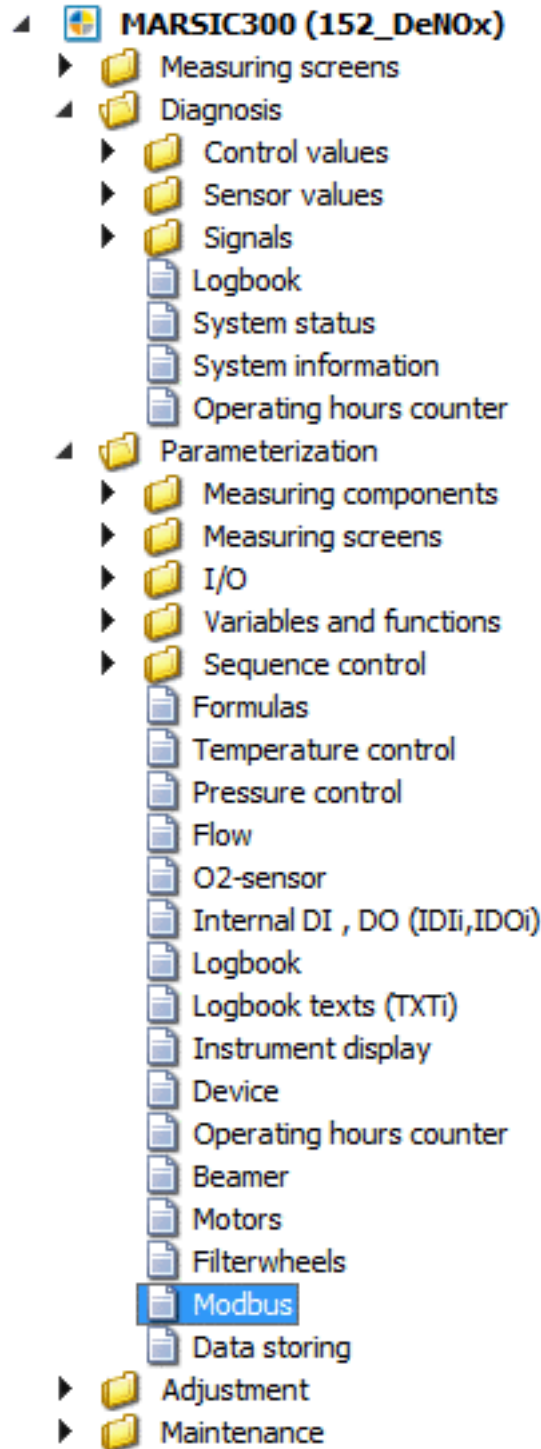 MARSIC300 (152_DeNOx)
Measuring screens
Diagnosis
Control values
Sensor values
Signals
Logbook
System status
System information
Operating hours counter
Parameterization
Measuring components
Measuring screens
I/O
Variables and functions
Sequence control
Formulas
Temperature control
Pressure control
Flow
O2-sensor
Internal DI , DO (IDIi,IDOi)
Logbook
Logbook texts (TXTi)
Instrument display
Device
Operating hours counter
Beamer
Motors
Filterwheels
Modbus
Data storing
Adjustment
Maintenance